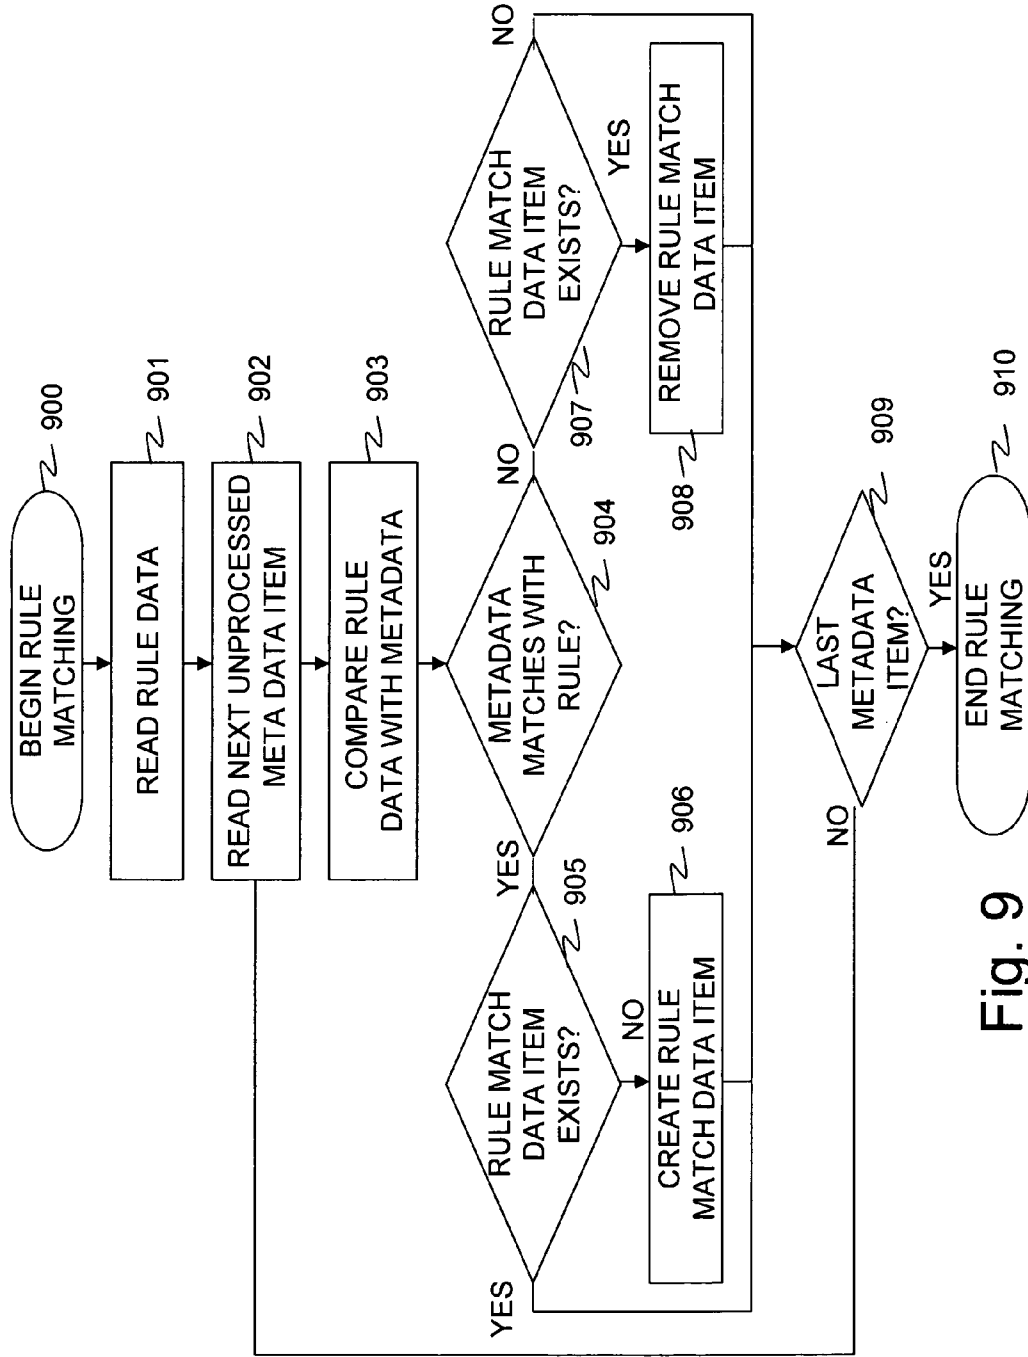 BEGIN RULE
MATCHING
900
READ RULE DATA
901
READ NEXT UNPROCESSED
META DATA ITEM
902
COMPARE RULE
DATA WITH METADATA
903
METADATA
MATCHES WITH
RULE?
904
YES
NO
RULE MATCH
DATA ITEM
EXISTS?
905
YES
NO
CREATE RULE
MATCH DATA ITEM
906
RULE MATCH
DATA ITEM
EXISTS?
907
NO
YES
REMOVE RULE MATCH
DATA ITEM
908
LAST
METADATA
ITEM?
909
NO
YES
END RULE
MATCHING
910
Fig. 9